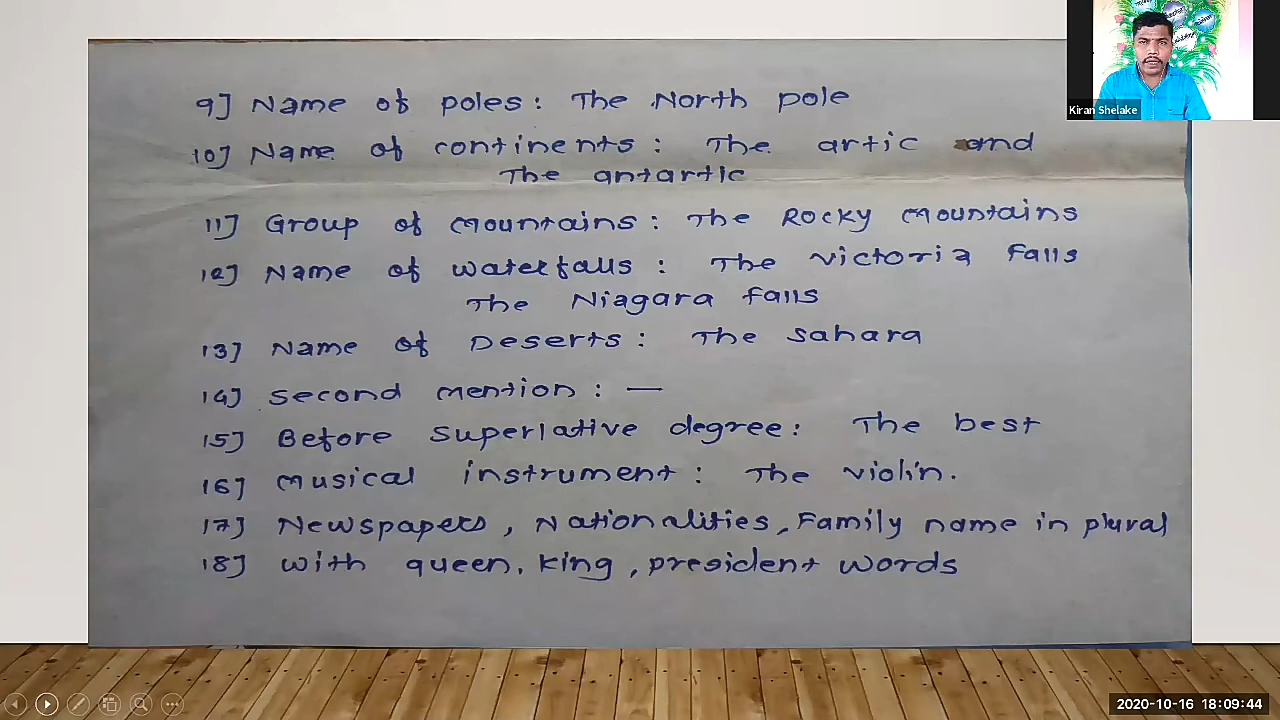 9] Name of poles: The North pole
10] Name of continents: The artic and
The antartic
11] Group of mountains: The Rocky Mountains
12] Name of waterfalls: The Victoria Falls
The Niagara falls
13] Name of Deserts: The Sahara
14] Second mention: —
15] Before superlative degree: The best
16] Musical instrument: The violin.
17] Newspapers, Nationalities, Family name in plural
18] with queen, king, president words
Kiran Shelake
2020-10-16 18:09:44